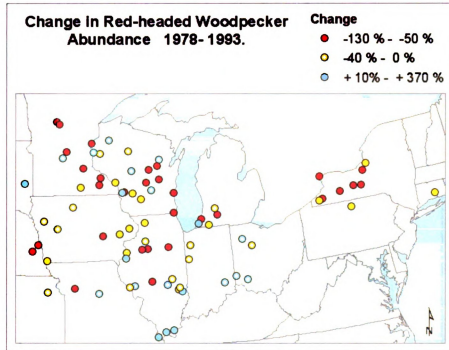 Change in Red-headed Woodpecker
Abundance 1978-1993.
Change
-130 % - -50 %
-40 % - 0 %
+ 10% - + 370 %